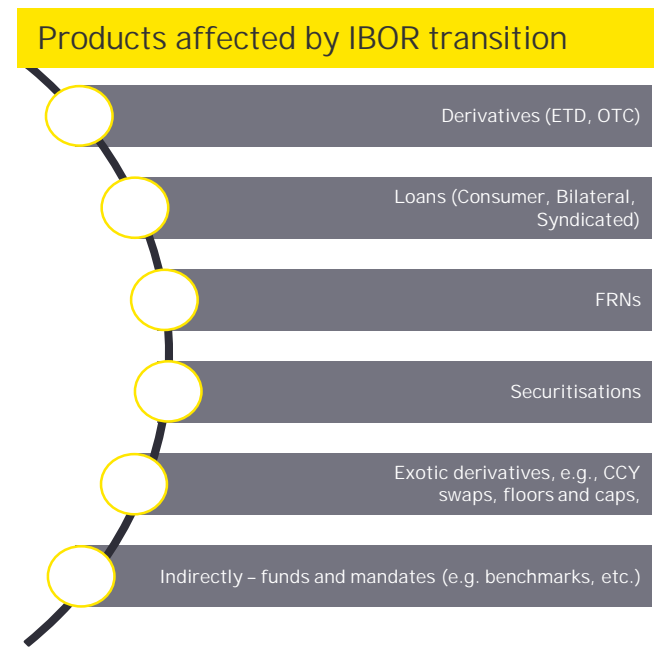 Products affected by IBOR transition
Derivatives (ETD, OTC)
Loans (Consumer, Bilateral,
Syndicated)
FRNs
Securitisations
Exotic derivatives, e.g., CCY
swaps, floors and caps,
Indirectly – funds and mandates (e.g. benchmarks, etc.)